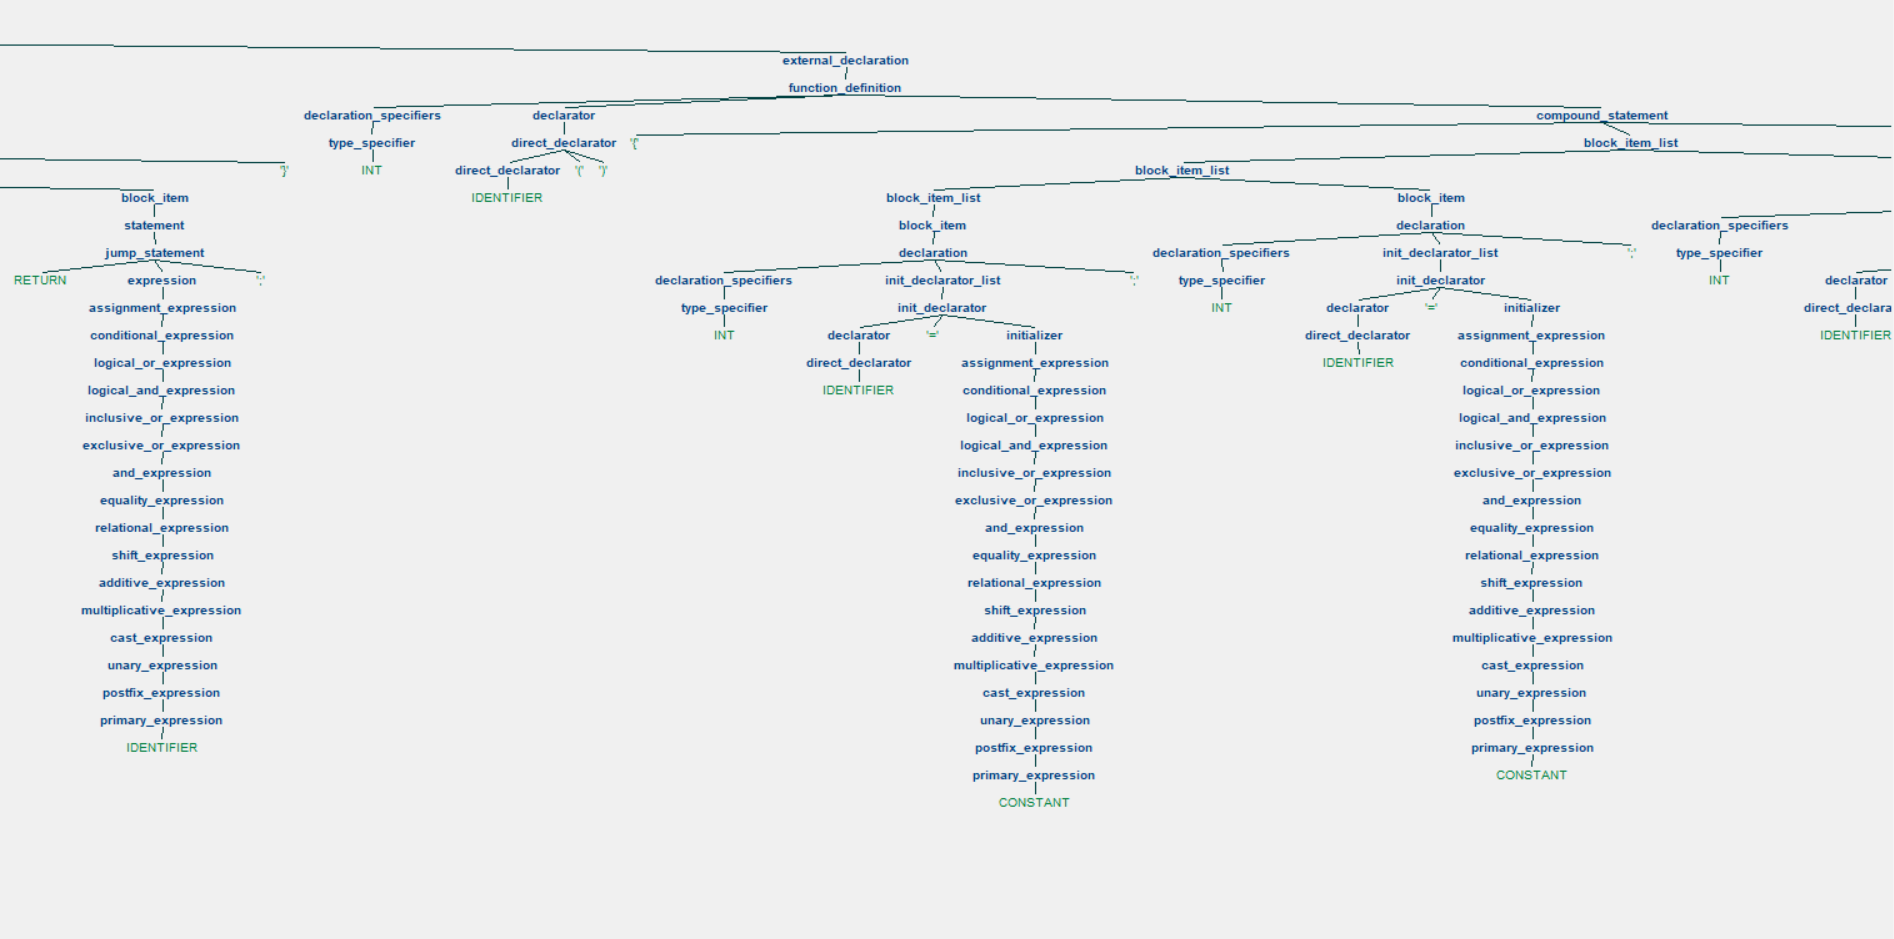 external_declaration
function_definition
declaration_specifiers declarator compound_statement
type_specifier direct_declarator '{' block_item_list
'}' INT direct_declarator '(' ')' block_item_list
block_item IDENTIFIER block_item_list block_item
statement block_item declaration declaration_specifiers
jump_statement declaration declaration_specifiers init_declarator_list ';' type_specifier
RETURN expression ';' declaration_specifiers init_declarator_list ';' type_specifier init_declarator INT declarator
assignment_expression type_specifier init_declarator INT declarator '=' initializer direct_declara
conditional_expression INT declarator '=' initializer direct_declarator assignment_expression IDENTIFIER
logical_or_expression direct_declarator assignment_expression IDENTIFIER conditional_expression
logical_and_expression IDENTIFIER conditional_expression logical_or_expression
inclusive_or_expression logical_or_expression logical_and_expression
exclusive_or_expression logical_and_expression inclusive_or_expression
and_expression inclusive_or_expression exclusive_or_expression
equality_expression exclusive_or_expression and_expression
relational_expression and_expression equality_expression
shift_expression equality_expression relational_expression
additive_expression relational_expression shift_expression
multiplicative_expression shift_expression additive_expression
cast_expression additive_expression multiplicative_expression
unary_expression multiplicative_expression cast_expression
postfix_expression cast_expression unary_expression
primary_expression unary_expression postfix_expression
IDENTIFIER postfix_expression primary_expression
primary_expression CONSTANT
CONSTANT